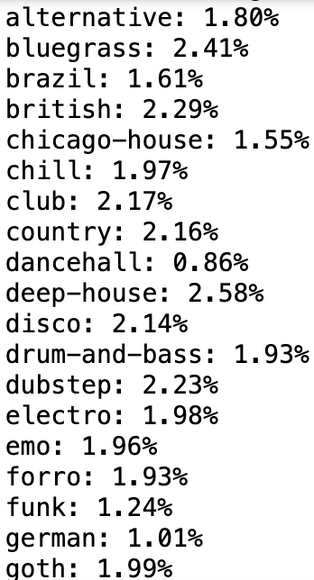 alternative: 1.80%
bluegrass: 2.41%
brazil: 1.61%
british: 2.29%
chicago-house: 1.55%
chill: 1.97%
club: 2.17%
country: 2.16%
dancehall: 0.86%
deep-house: 2.58%
disco: 2.14%
drum-and-bass: 1.93%
dubstep: 2.23%
electro: 1.98%
emo: 1.96%
forro: 1.93%
funk: 1.24%
german: 1.01%
goth: 1.99%